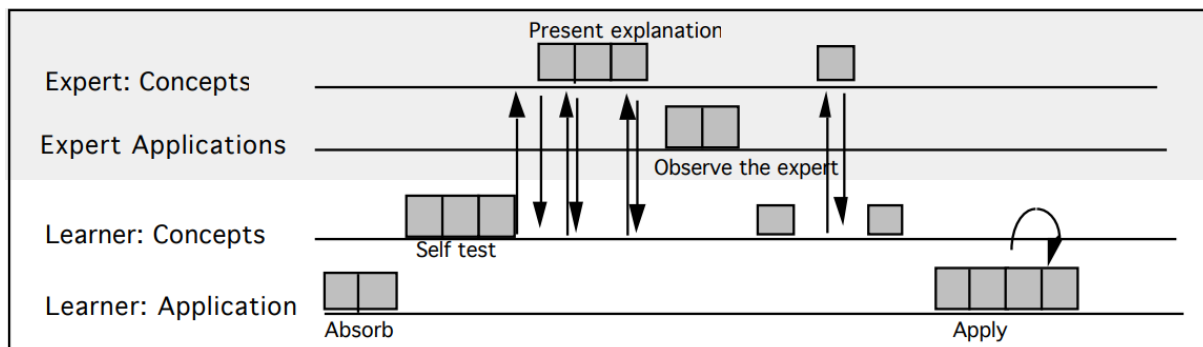 Present explanation
Expert: Concepts
Expert Applications
Observe the expert
Learner: Concepts
Self test
Learner: Application
Absorb
Apply